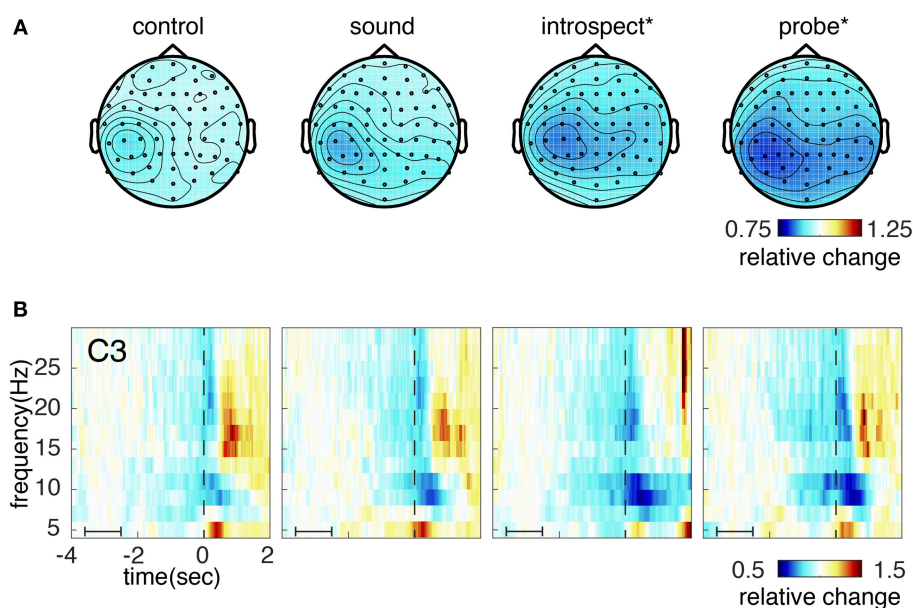 A
control sound introspect* probe*
0.75 1.25
relative change
B
C3
frequency(Hz)
25
20
15
10
5
-4 -2 0 2
time(sec)
0.5 1.5
relative change